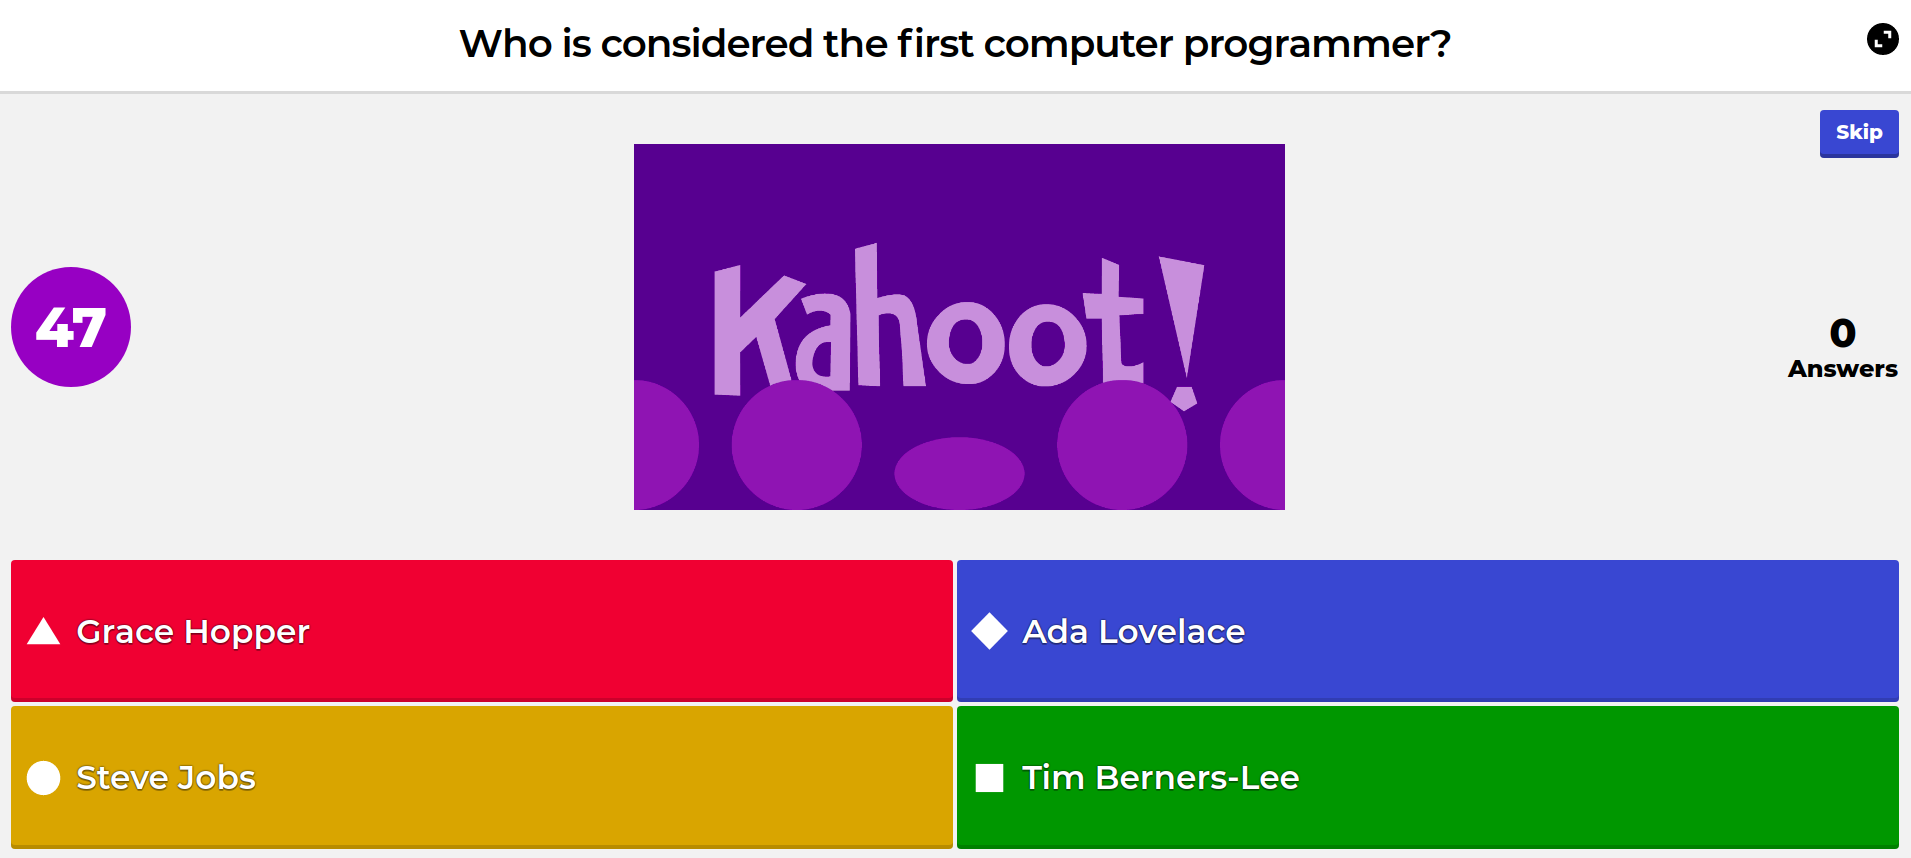 Who is considered the first computer programmer?
Skip
Kahoot!
47
0
Answers
Grace Hopper
Ada Lovelace
Steve Jobs
Tim Berners-Lee